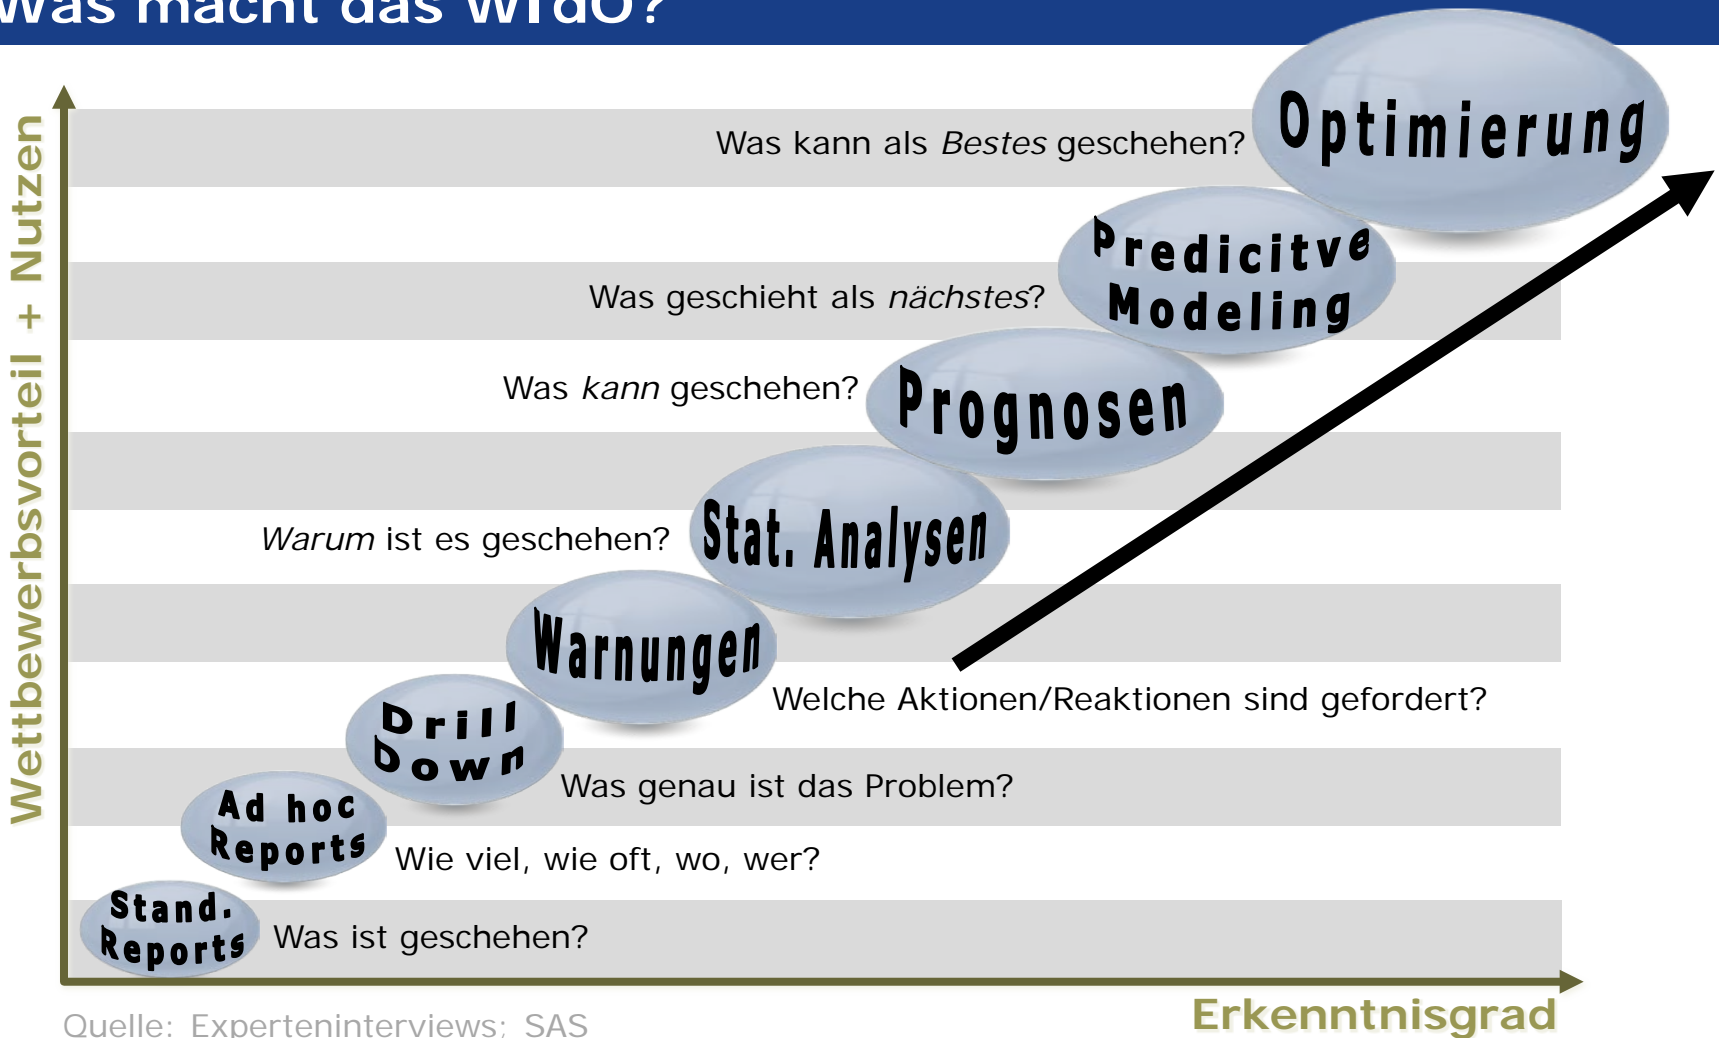 Was macht das WIdO?
Wettbewerbsvorteil + Nutzen
Was kann als Bestes geschehen?
Optimierung
Was geschieht als nächstes?
Predicitve
Modeling
Was kann geschehen?
Prognosen
Warum ist es geschehen?
Stat. Analysen
Warnungen
Welche Aktionen/Reaktionen sind gefordert?
Drill
Down
Was genau ist das Problem?
Ad hoc
Reports
Wie viel, wie oft, wo, wer?
Stand.
Reports
Was ist geschehen?
Erkenntnisgrad
Quelle: Experteninterviews; SAS